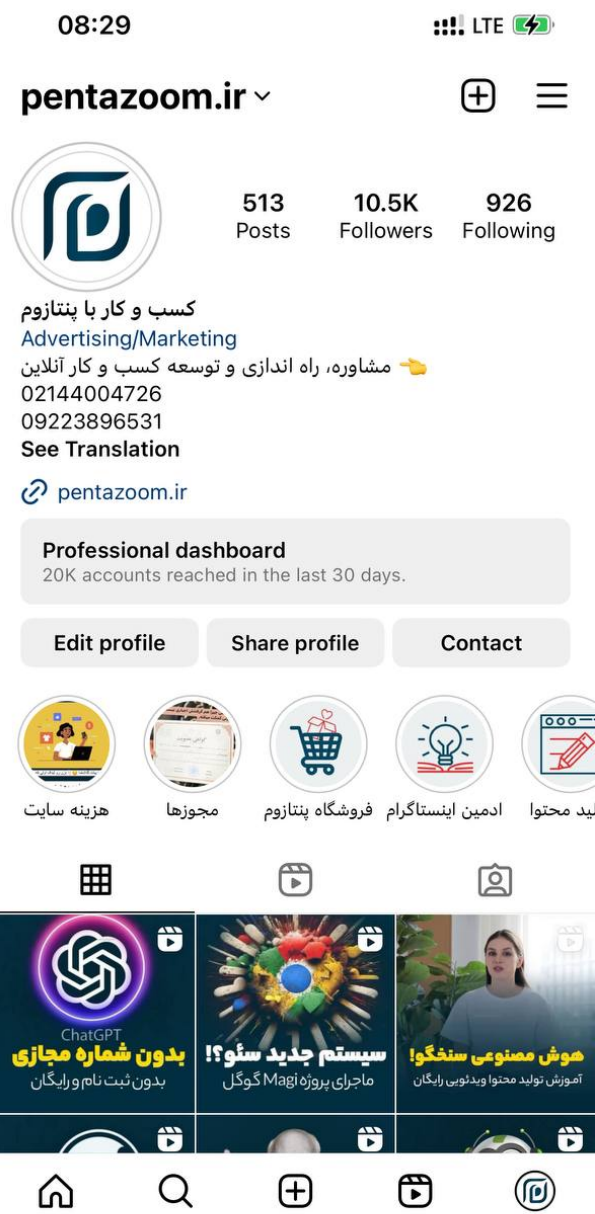 08:29
LTE
pentazoom.ir
513
10.5K
926
Posts
Followers
Following
کسب و کار با پنتازوم
Advertising/Marketing
👈 مشاوره، راه اندازی و توسعه کسب و کار آنلاین
02144004726
09223896531
See Translation
pentazoom.ir
Professional dashboard
20K accounts reached in the last 30 days.
Edit profile
Share profile
Contact
هزینه سایت
مجوزها
فروشگاه پنتازوم
ادمین اینستاگرام
لید محتوا
ChatGPT
بدون شماره مجازی
بدون ثبت نام و رایگان
سیستم جدید سئو؟!
ماجرای پروژه Magi گوگل
هوش مصنوعی سنخگو!
آموزش تولید محتوا ویدئویی رایگان